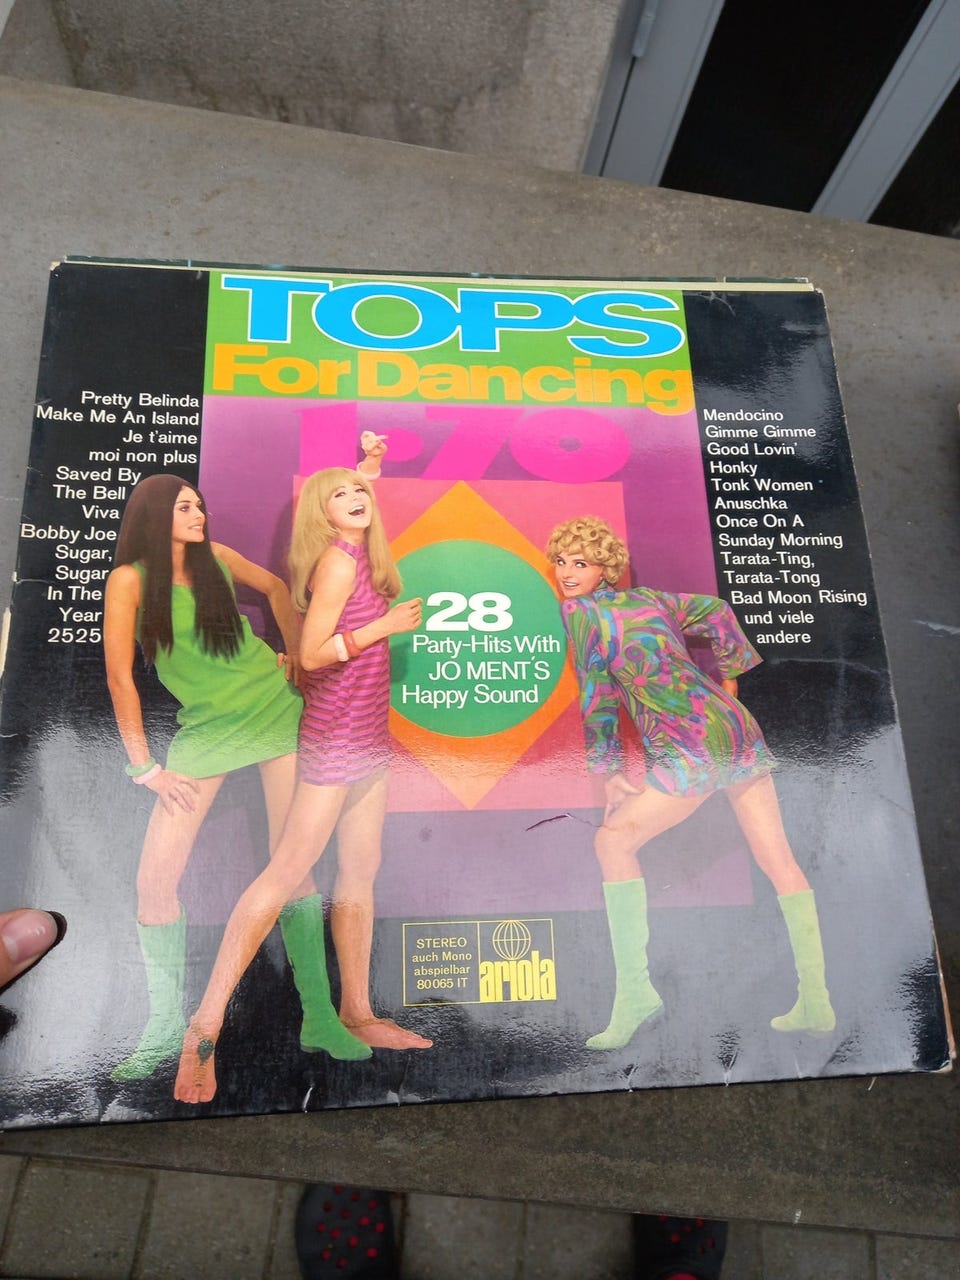 TOPS
For Dancing
1•70
Pretty Belinda
Make Me An Island
Je t'aime
moi non plus
Saved By
The Bell
Viva
Bobby Joe
Sugar,
Sugar
In The
Year
2525
28
Party-Hits With
JO MENT'S
Happy Sound
Mendocino
Gimme Gimme
Good Lovin'
Honky
Tonk Women
Anuschka
Once On A
Sunday Morning
Tarata-Ting,
Tarata-Tong
Bad Moon Rising
und viele
andere
STEREO
auch Mono
abspielbar
80 065 IT
ariola